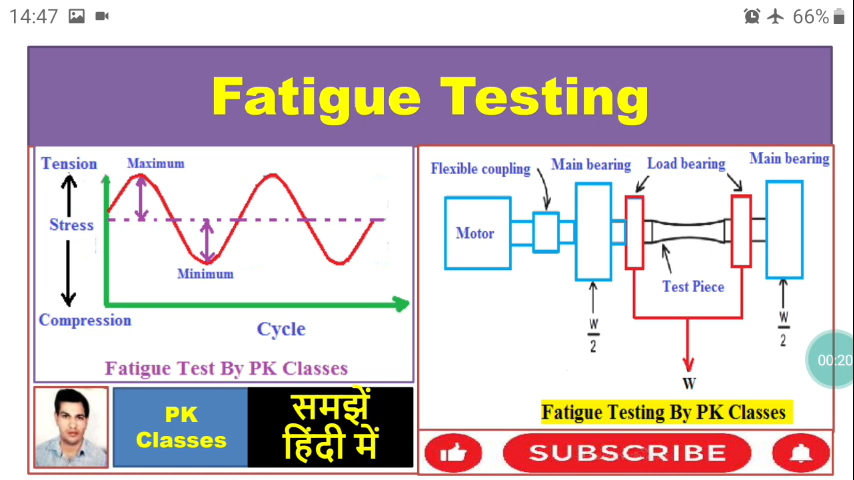 14:47
66%
Fatigue Testing
Tension
Maximum
Stress
Minimum
Compression
Cycle
Fatigue Test By PK Classes
Flexible coupling
Main bearing
Load bearing
Main bearing
Motor
Test Piece
W
2
W
2
W
00:20
Fatigue Testing By PK Classes
PK
Classes
समझें
हिंदी में
SUBSCRIBE